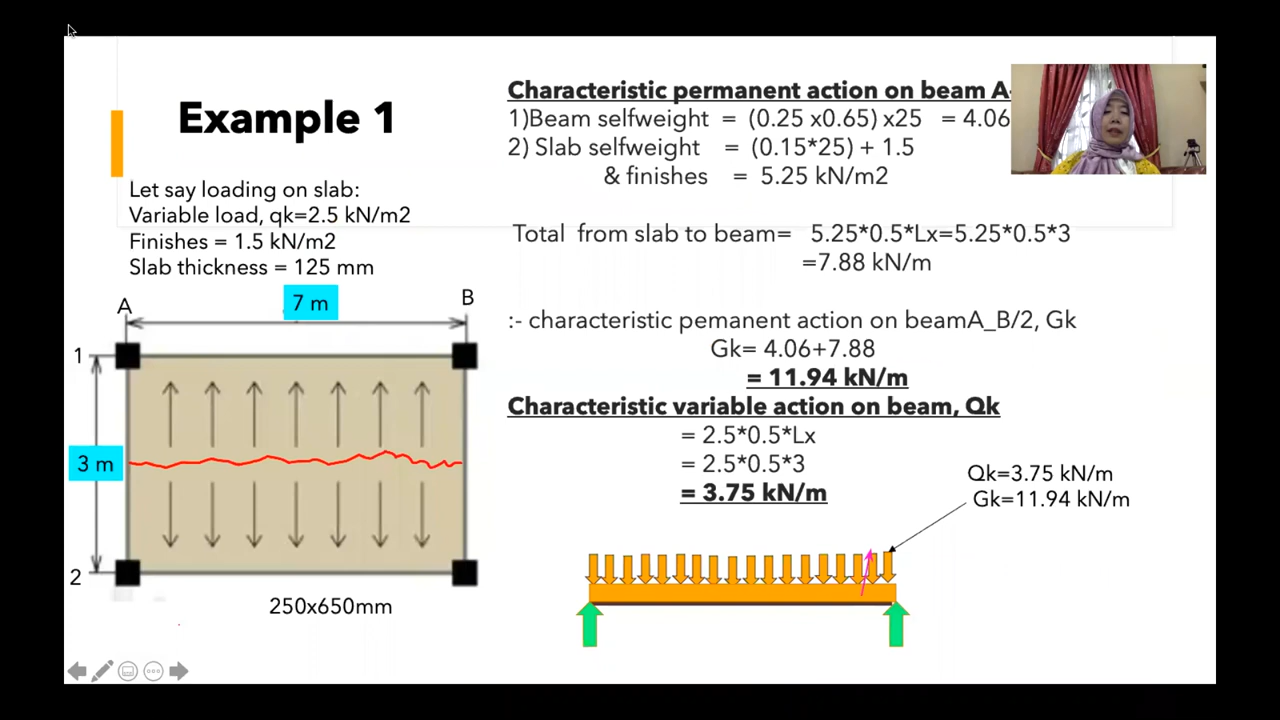 Example 1
Let say loading on slab:
Variable load, qk=2.5 kN/m2
Finishes = 1.5 kN/m2
Slab thickness = 125 mm
A
B
7 m
1
3 m
2
250x650mm
Characteristic permanent action on beam A-
1)Beam selfweight = (0.25 x0.65) x25 = 4.06
2) Slab selfweight = (0.15*25) + 1.5
& finishes = 5.25 kN/m2
Total from slab to beam= 5.25*0.5*Lx=5.25*0.5*3
=7.88 kN/m
:- characteristic pemanent action on beamA_B/2, Gk
Gk= 4.06+7.88
= 11.94 kN/m
Characteristic variable action on beam, Qk
= 2.5*0.5*Lx
= 2.5*0.5*3
= 3.75 kN/m
Qk=3.75 kN/m
Gk=11.94 kN/m